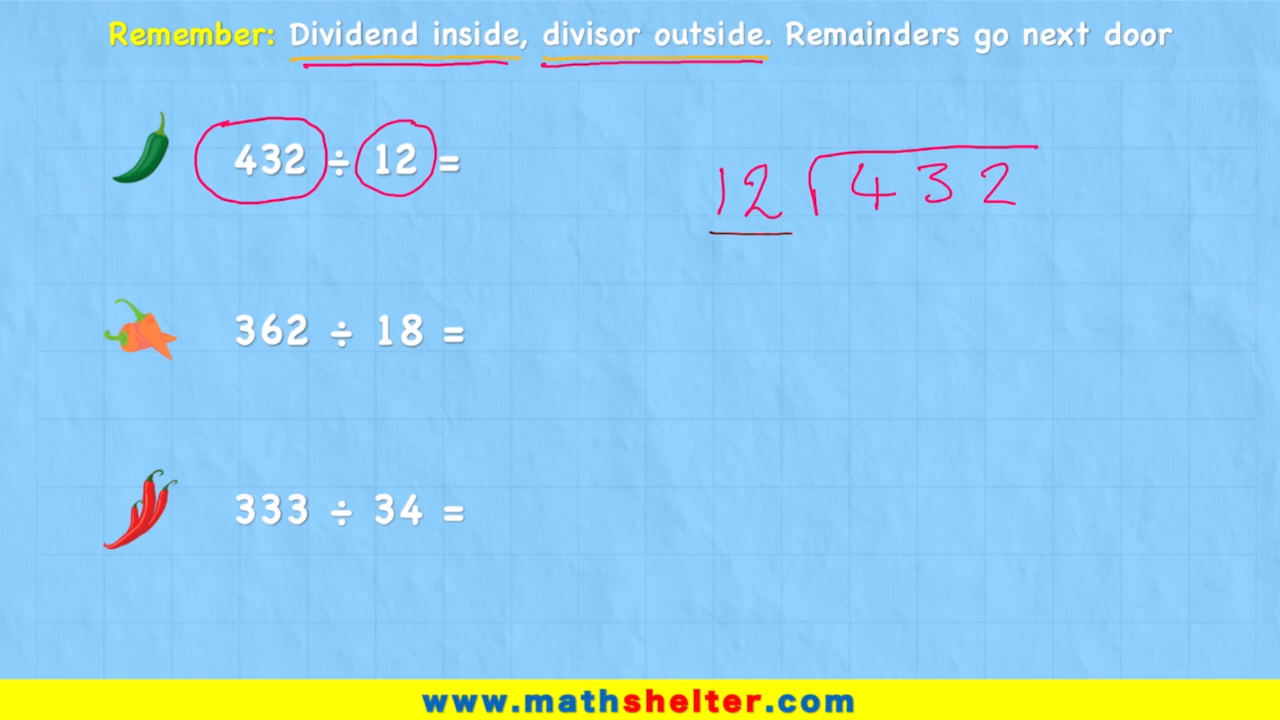 Remember: Dividend inside, divisor outside. Remainders go next door
432 ÷ 12 =
12 432
362 ÷ 18 =
333 ÷ 34 =
www.mathshelter.com